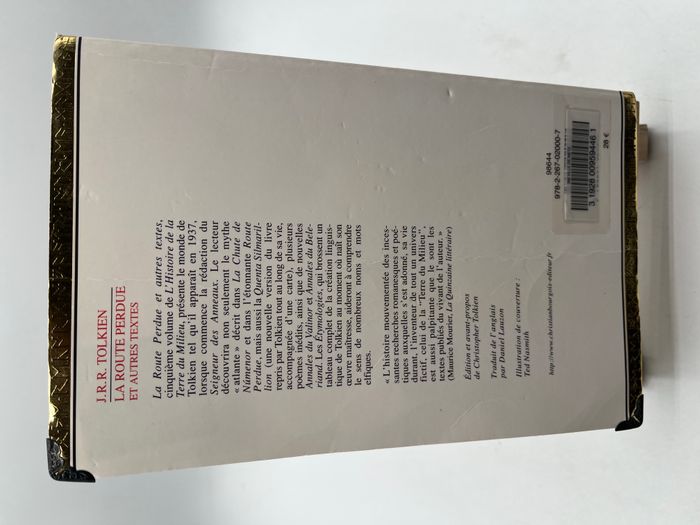 J.R.R. TOLKIEN
LA ROUTE PERDUE
ET AUTRES TEXTES
La Route Perdue et autres textes,
cinquième volume de L'Histoire de la
Terre du Milieu, présente le monde de
Tolkien tel qu'il apparaît en 1937,
lorsque commence la rédaction du
Seigneur des Anneaux. Le lecteur
découvrira non seulement le mythe
« atlante » décrit dans La Chute de
Númenor et dans l'étonnante Route
Perdue, mais aussi la Quenta Silmaril-
lion (une nouvelle version du livre
repris par Tolkien tout au long de sa vie,
accompagnée d'une carte), plusieurs
poèmes inédits, ainsi que de nouvelles
Annales du Valinor et Annales du Bele-
riand. Les Étymologies, qui brossent un
tableau complet de la création linguis-
tique de Tolkien au moment où naît son
œuvre maîtresse, aideront à comprendre
le sens de nombreux noms et mots
elfiques.
« L'histoire mouvementée des inces-
santes recherches romanesques et poé-
tiques auxquelles s'est adonné, sa vie
durant, l'inventeur de tout un univers
fictif, celui de la "Terre du Milieu",
est aussi palpitante que le sont les
textes publiés du vivant de l'auteur. »
(Maurice Mourier, La Quinzaine littéraire)
Édition et avant-propos
de Christopher Tolkien
Traduit de l'anglais
par Daniel Lauzon
Illustration de couverture :
Ted Nasmith
http://www.christianbourgois-editeur.fr
98644
978-2-267-02000-7
3 1928 00959446 1
28 €